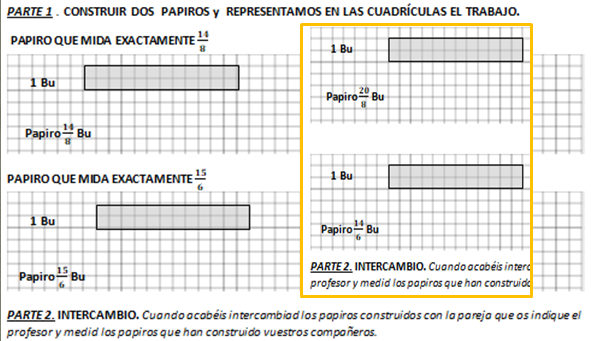 PARTE 1 . CONSTRUIR DOS PAPIROS y REPRESENTAMOS EN LAS CUADRÍCULAS EL TRABAJO.
PAPIRO QUE MIDA EXACTAMENTE 14/8
1 Bu
Papiro 14/8 Bu
PAPIRO QUE MIDA EXACTAMENTE 15/6
1 Bu
Papiro 15/6 Bu
1 Bu
Papiro 20/8 Bu
1 Bu
Papiro 14/6 Bu
PARTE 2. INTERCAMBIO. Cuando acabéis interc
profesor y medid los papiros que han construido
PARTE 2. INTERCAMBIO. Cuando acabéis intercambiad los papiros construidos con la pareja que os indique el
profesor y medid los papiros que han construido vuestros compañeros.